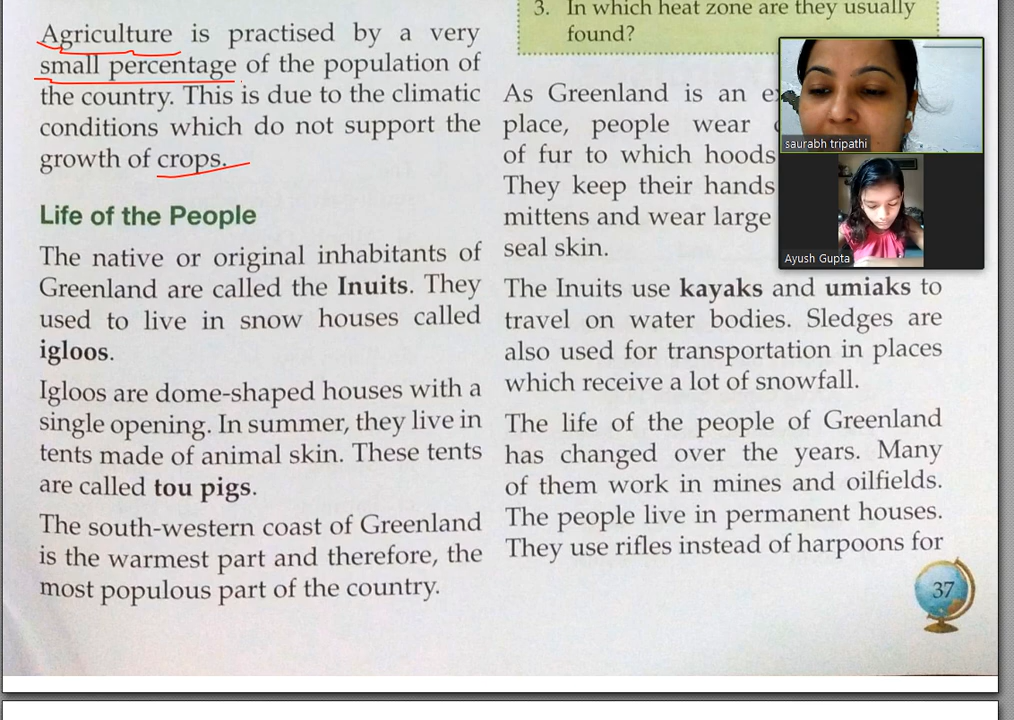 Agriculture is practised by a very
small percentage of the population of
the country. This is due to the climatic
conditions which do not support the
growth of crops.
Life of the People
The native or original inhabitants of
Greenland are called the Inuits. They
used to live in snow houses called
igloos.
Igloos are dome-shaped houses with a
single opening. In summer, they live in
tents made of animal skin. These tents
are called tou pigs.
The south-western coast of Greenland
is the warmest part and therefore, the
most populous part of the country.
3. In which heat zone are they usually
found?
As Greenland is an
place, people wear
of fur to which hoods
They keep their hands
mittens and wear large
seal skin.
The Inuits use kayaks and umiaks to
travel on water bodies. Sledges are
also used for transportation in places
which receive a lot of snowfall.
The life of the people of Greenland
has changed over the years. Many
of them work in mines and oilfields.
The people live in permanent houses.
They use rifles instead of harpoons for
37
saurabh tripathi
Ayush Gupta